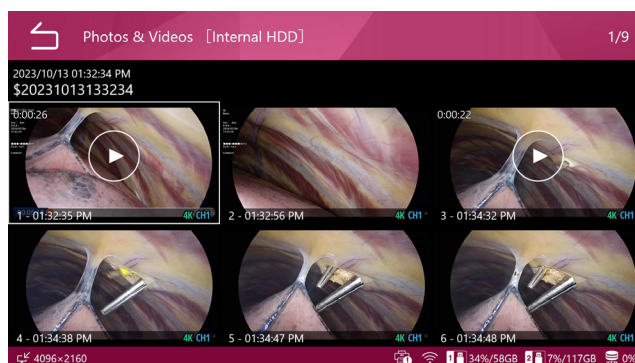 Photos & Videos [Internal HDD] 1/9
2023/10/13 01:32:34 PM
$20231013133234
0:00:26
0:00:22
1 - 01:32:35 PM 4K CH1
2 - 01:32:56 PM 4K CH1
3 - 01:34:32 PM 4K CH1
4 - 01:34:38 PM 4K CH1
5 - 01:34:47 PM 4K CH1
6 - 01:34:48 PM 4K CH1
4096×2160 1 34%/58GB 2 7%/117GB 0%